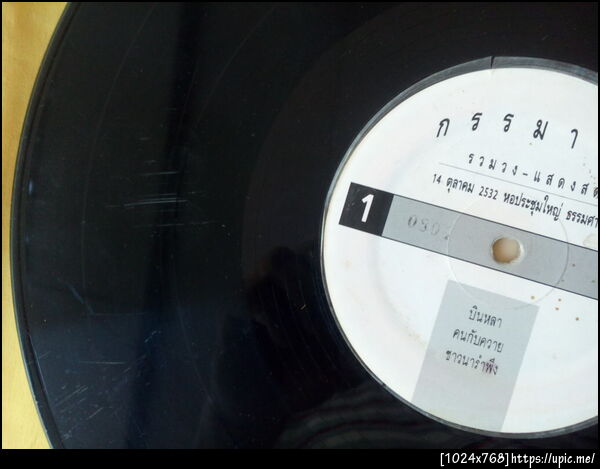 กรรมา
รวมวง-แสดงสด
14 ตุลาคม 2532 หอประชุมใหญ่ ธรรมศา
1
0902
บินหลา
คนกับควาย
ชาวนารำพึง
[1024x768]https://upic.me/